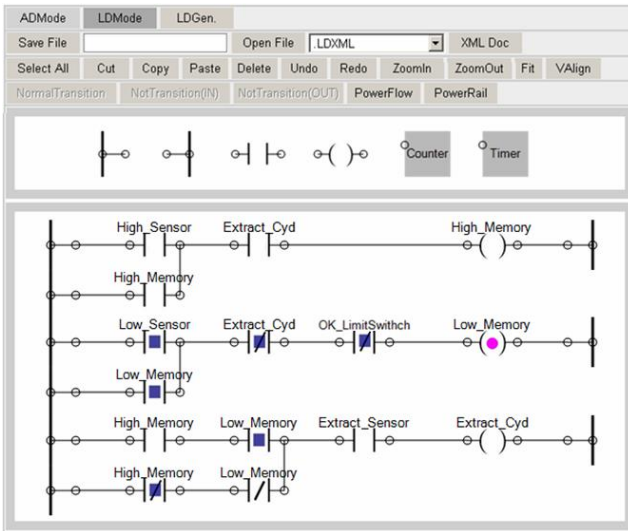 ADMode LDMode LDGen.
Save File Open File .LDXML XML Doc
Select All Cut Copy Paste Delete Undo Redo ZoomIn ZoomOut Fit VAlign
NormalTransition NotTransition(IN) NotTransition(OUT) PowerFlow PowerRail
Counter Timer
High_Sensor Extract_Cyd High_Memory
High_Memory
Low_Sensor Extract_Cyd OK_LimitSwithch Low_Memory
Low_Memory
High_Memory Low_Memory Extract_Sensor Extract_Cyd
High_Memory Low_Memory